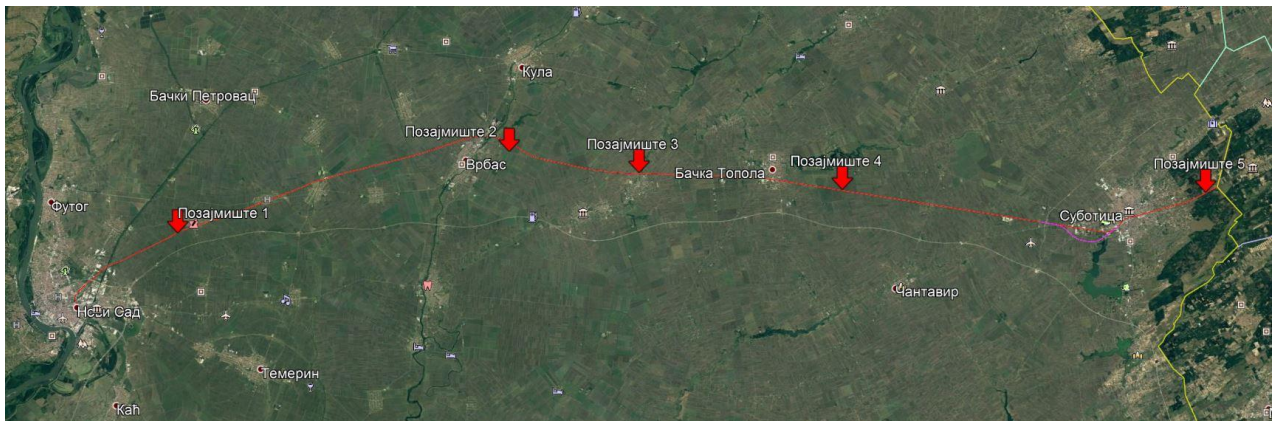 Кула
Бачки Петровац
Позајмиште 2
Позајмиште 3
Врбас
Бачка Топола
Позајмиште 4
Позајмиште 5
Футог
Позајмиште 1
Суботица
Чантавир
Нови Сад
Темерин
Каћ